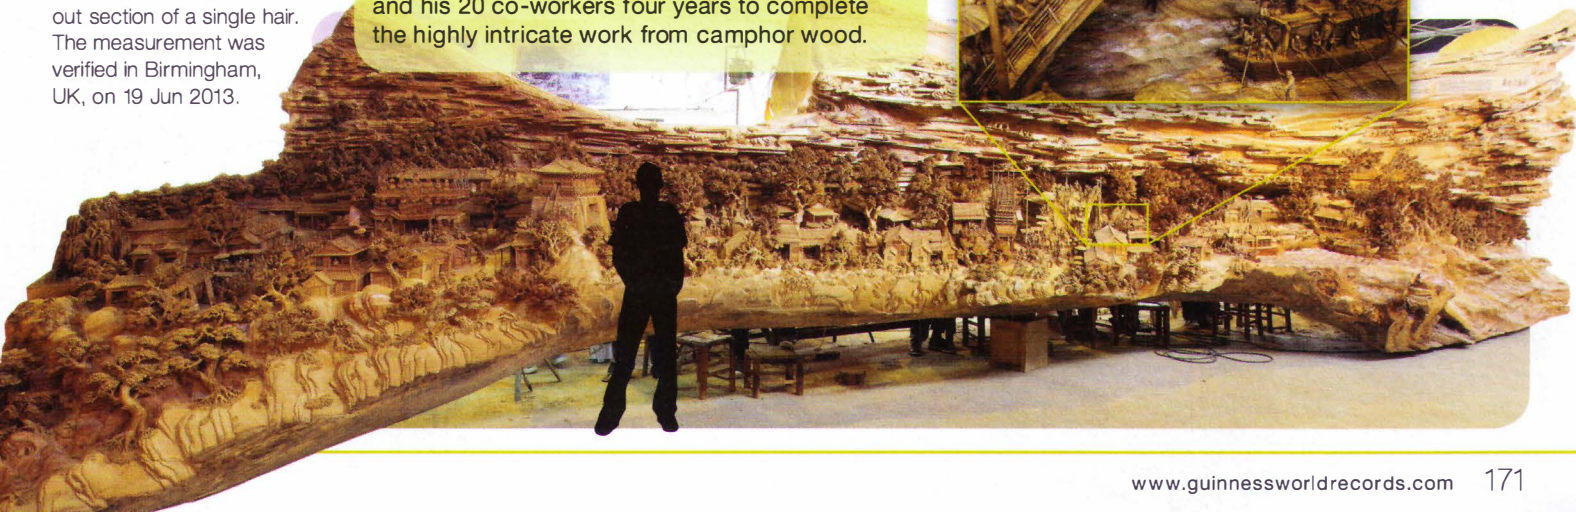 out section of a single hair.
The measurement was
verified in Birmingham,
UK, on 19 Jun 2013.
and his 20 co-workers four years to complete
the highly intricate work from camphor wood.
www.guinnessworldrecords.com 171